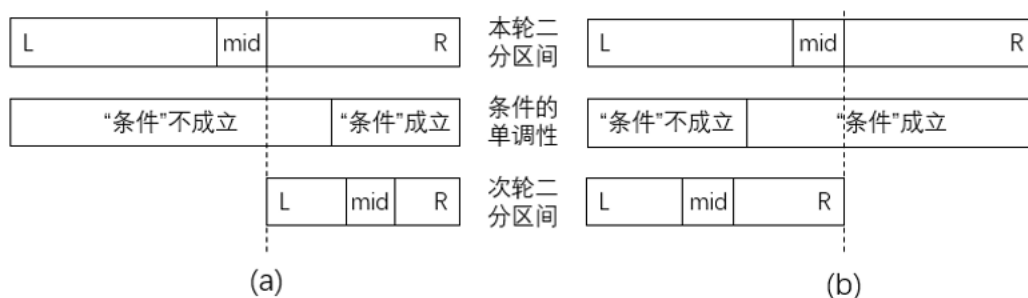 L mid R
本轮二
分区间
L mid R
“条件”不成立 “条件”成立
条件的
单调性
“条件”不成立 “条件”成立
L mid R
次轮二
分区间
L mid R
(a)
(b)